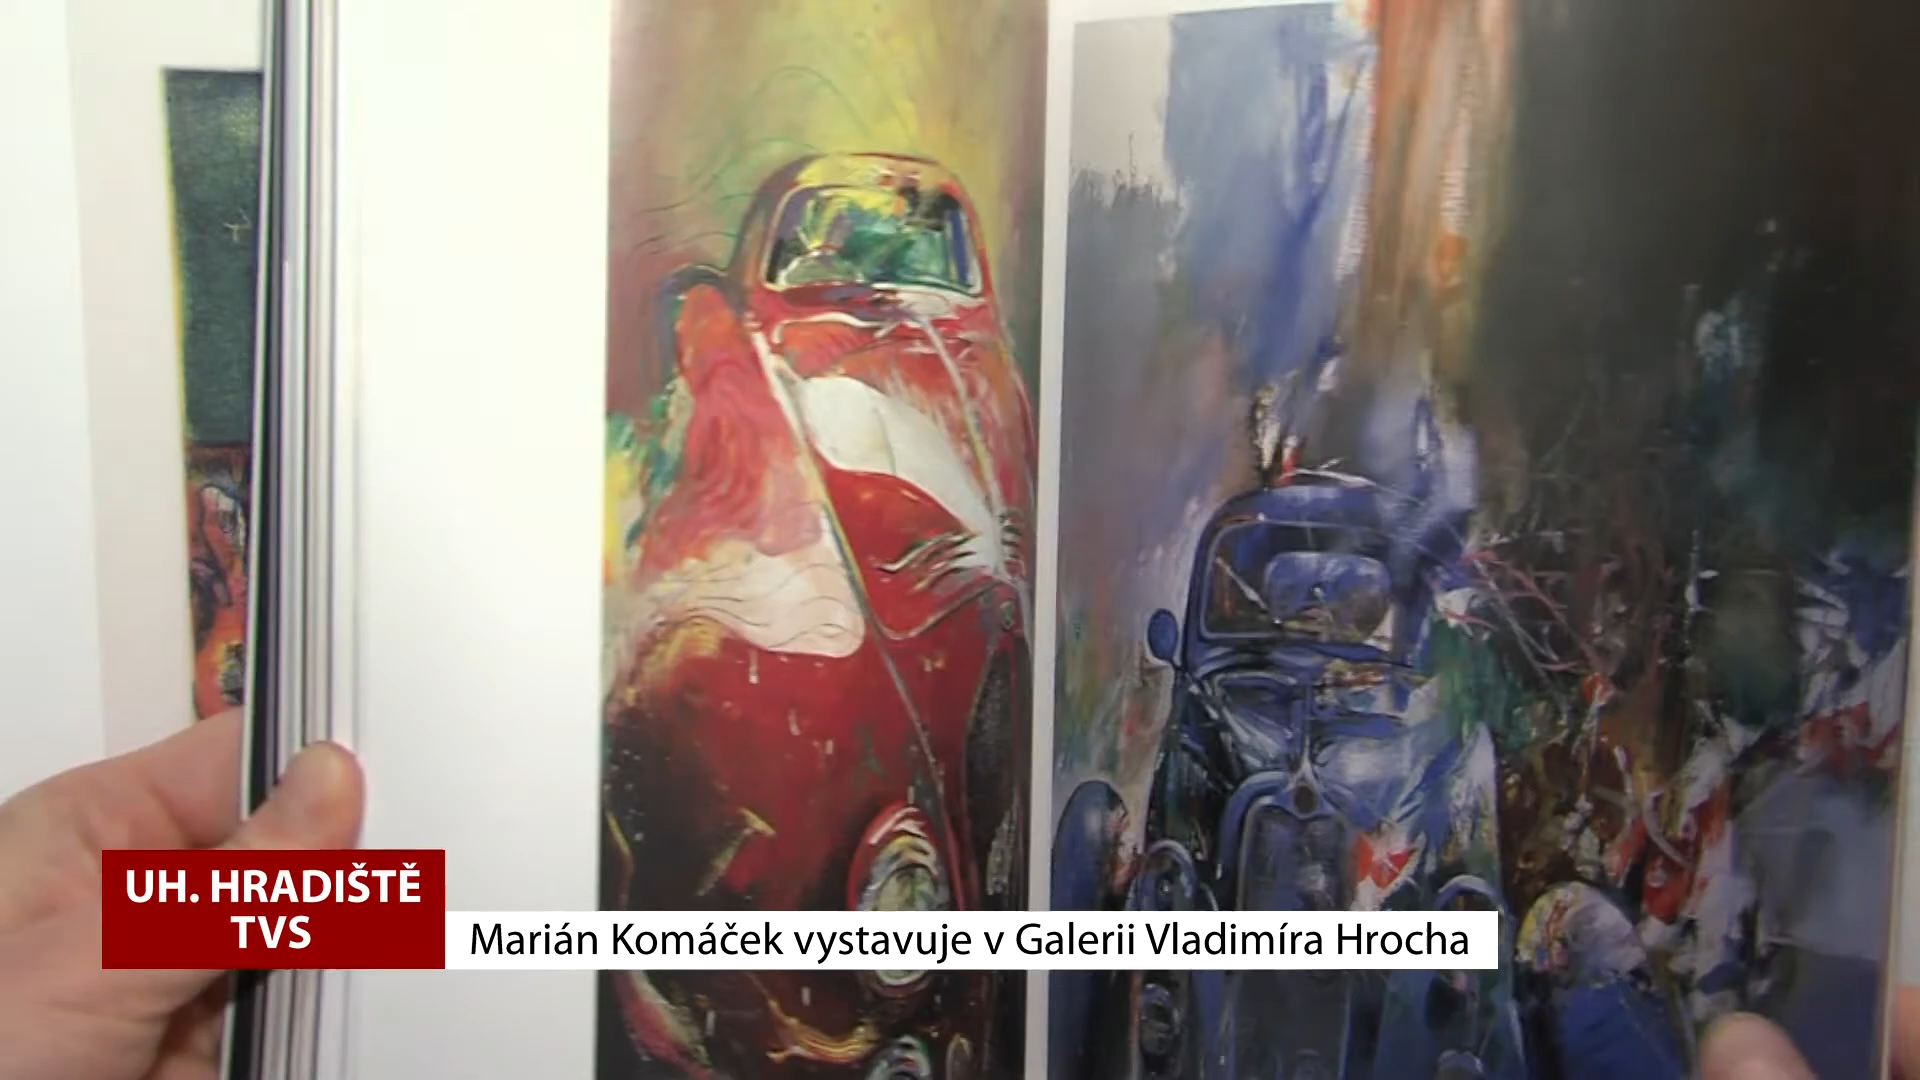 UH. HRADIŠTĚ
TVS
Marián Komáček vystavuje v Galerii Vladimíra Hrocha